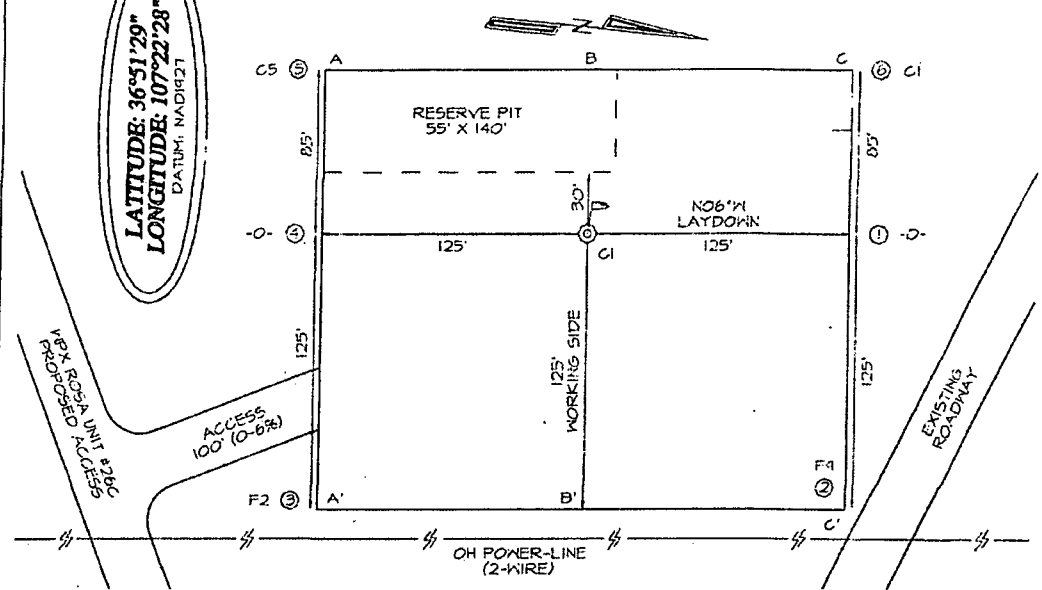 LATITUDE: 36°51'29"
LONGITUDE: 107°22'28"
DATUM: NAD1927
N
A
B
C
C5 ⑤
⑥ C1
RESERVE PIT
55' X 140'
85'
85'
30'
D
N06°W
LAYDOWN
-0- ④
① -0-
125'
125'
C1
125'
WORKING SIDE
125'
125'
WPX ROSA UNIT #26C
PROPOSED ACCESS
ACCESS
100' (0-6%)
EXISTING
ROADWAY
F2 ③
A'
B'
F9
②
C'
OH POWER-LINE
(2-WIRE)